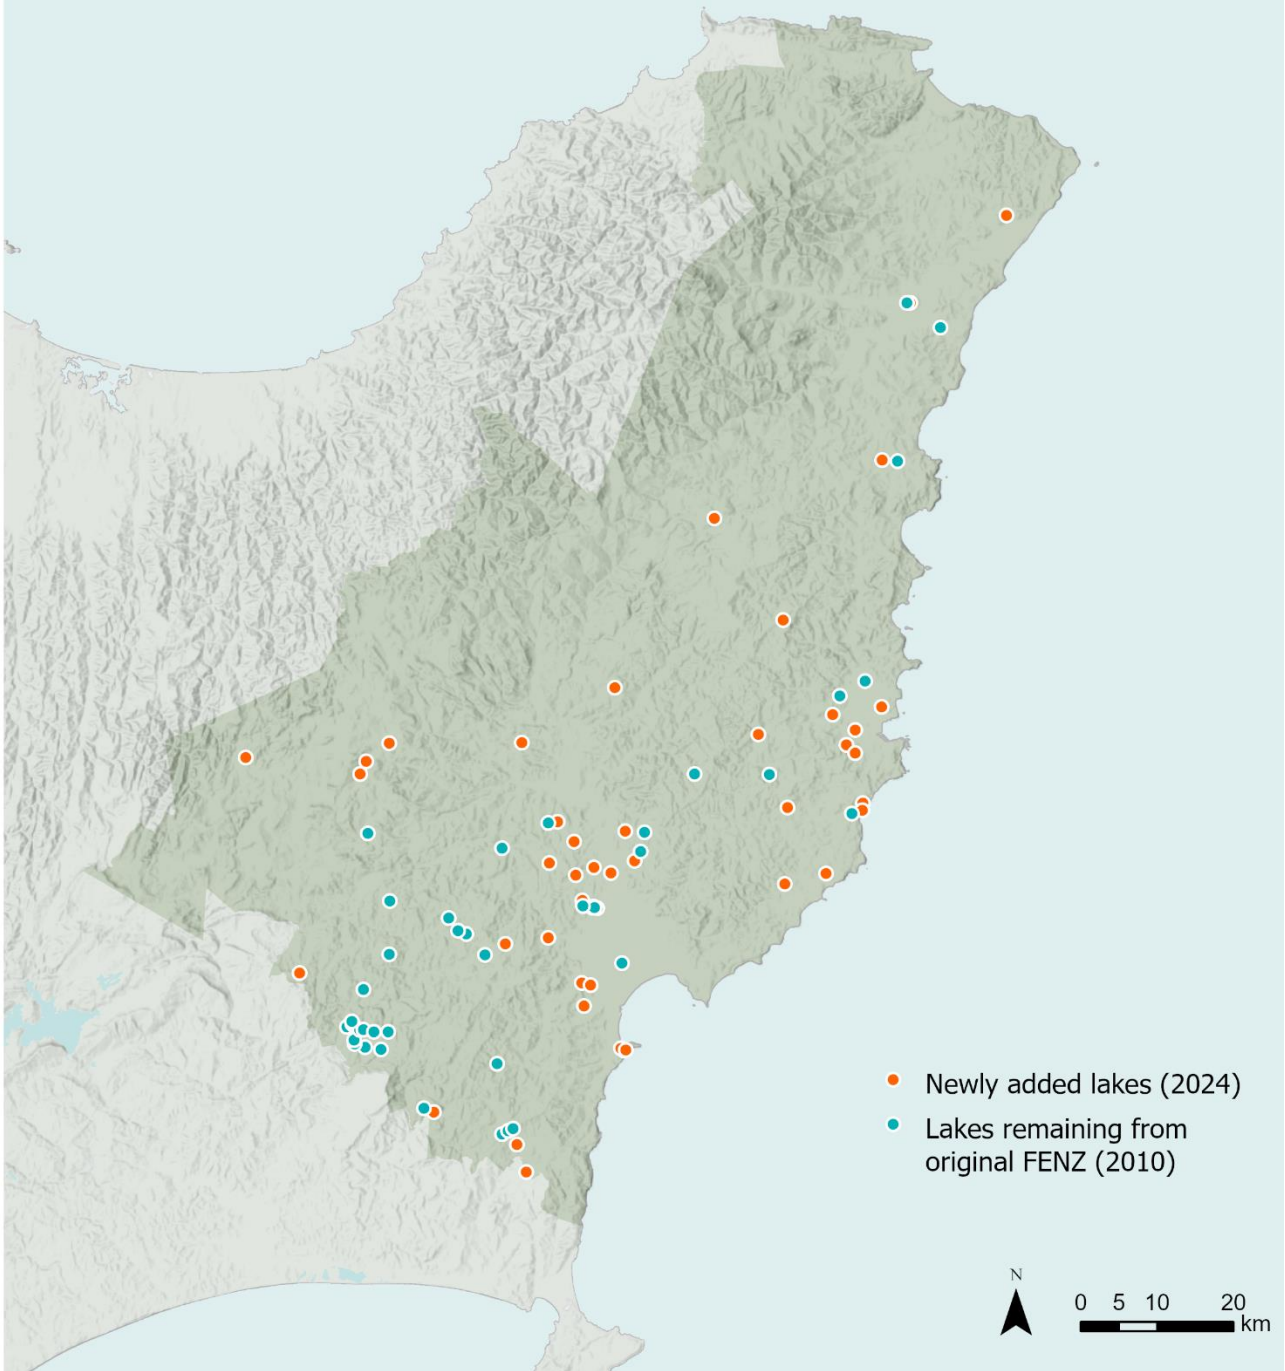 Newly added lakes (2024)
Lakes remaining from
original FENZ (2010)
N
0 5 10 20
km